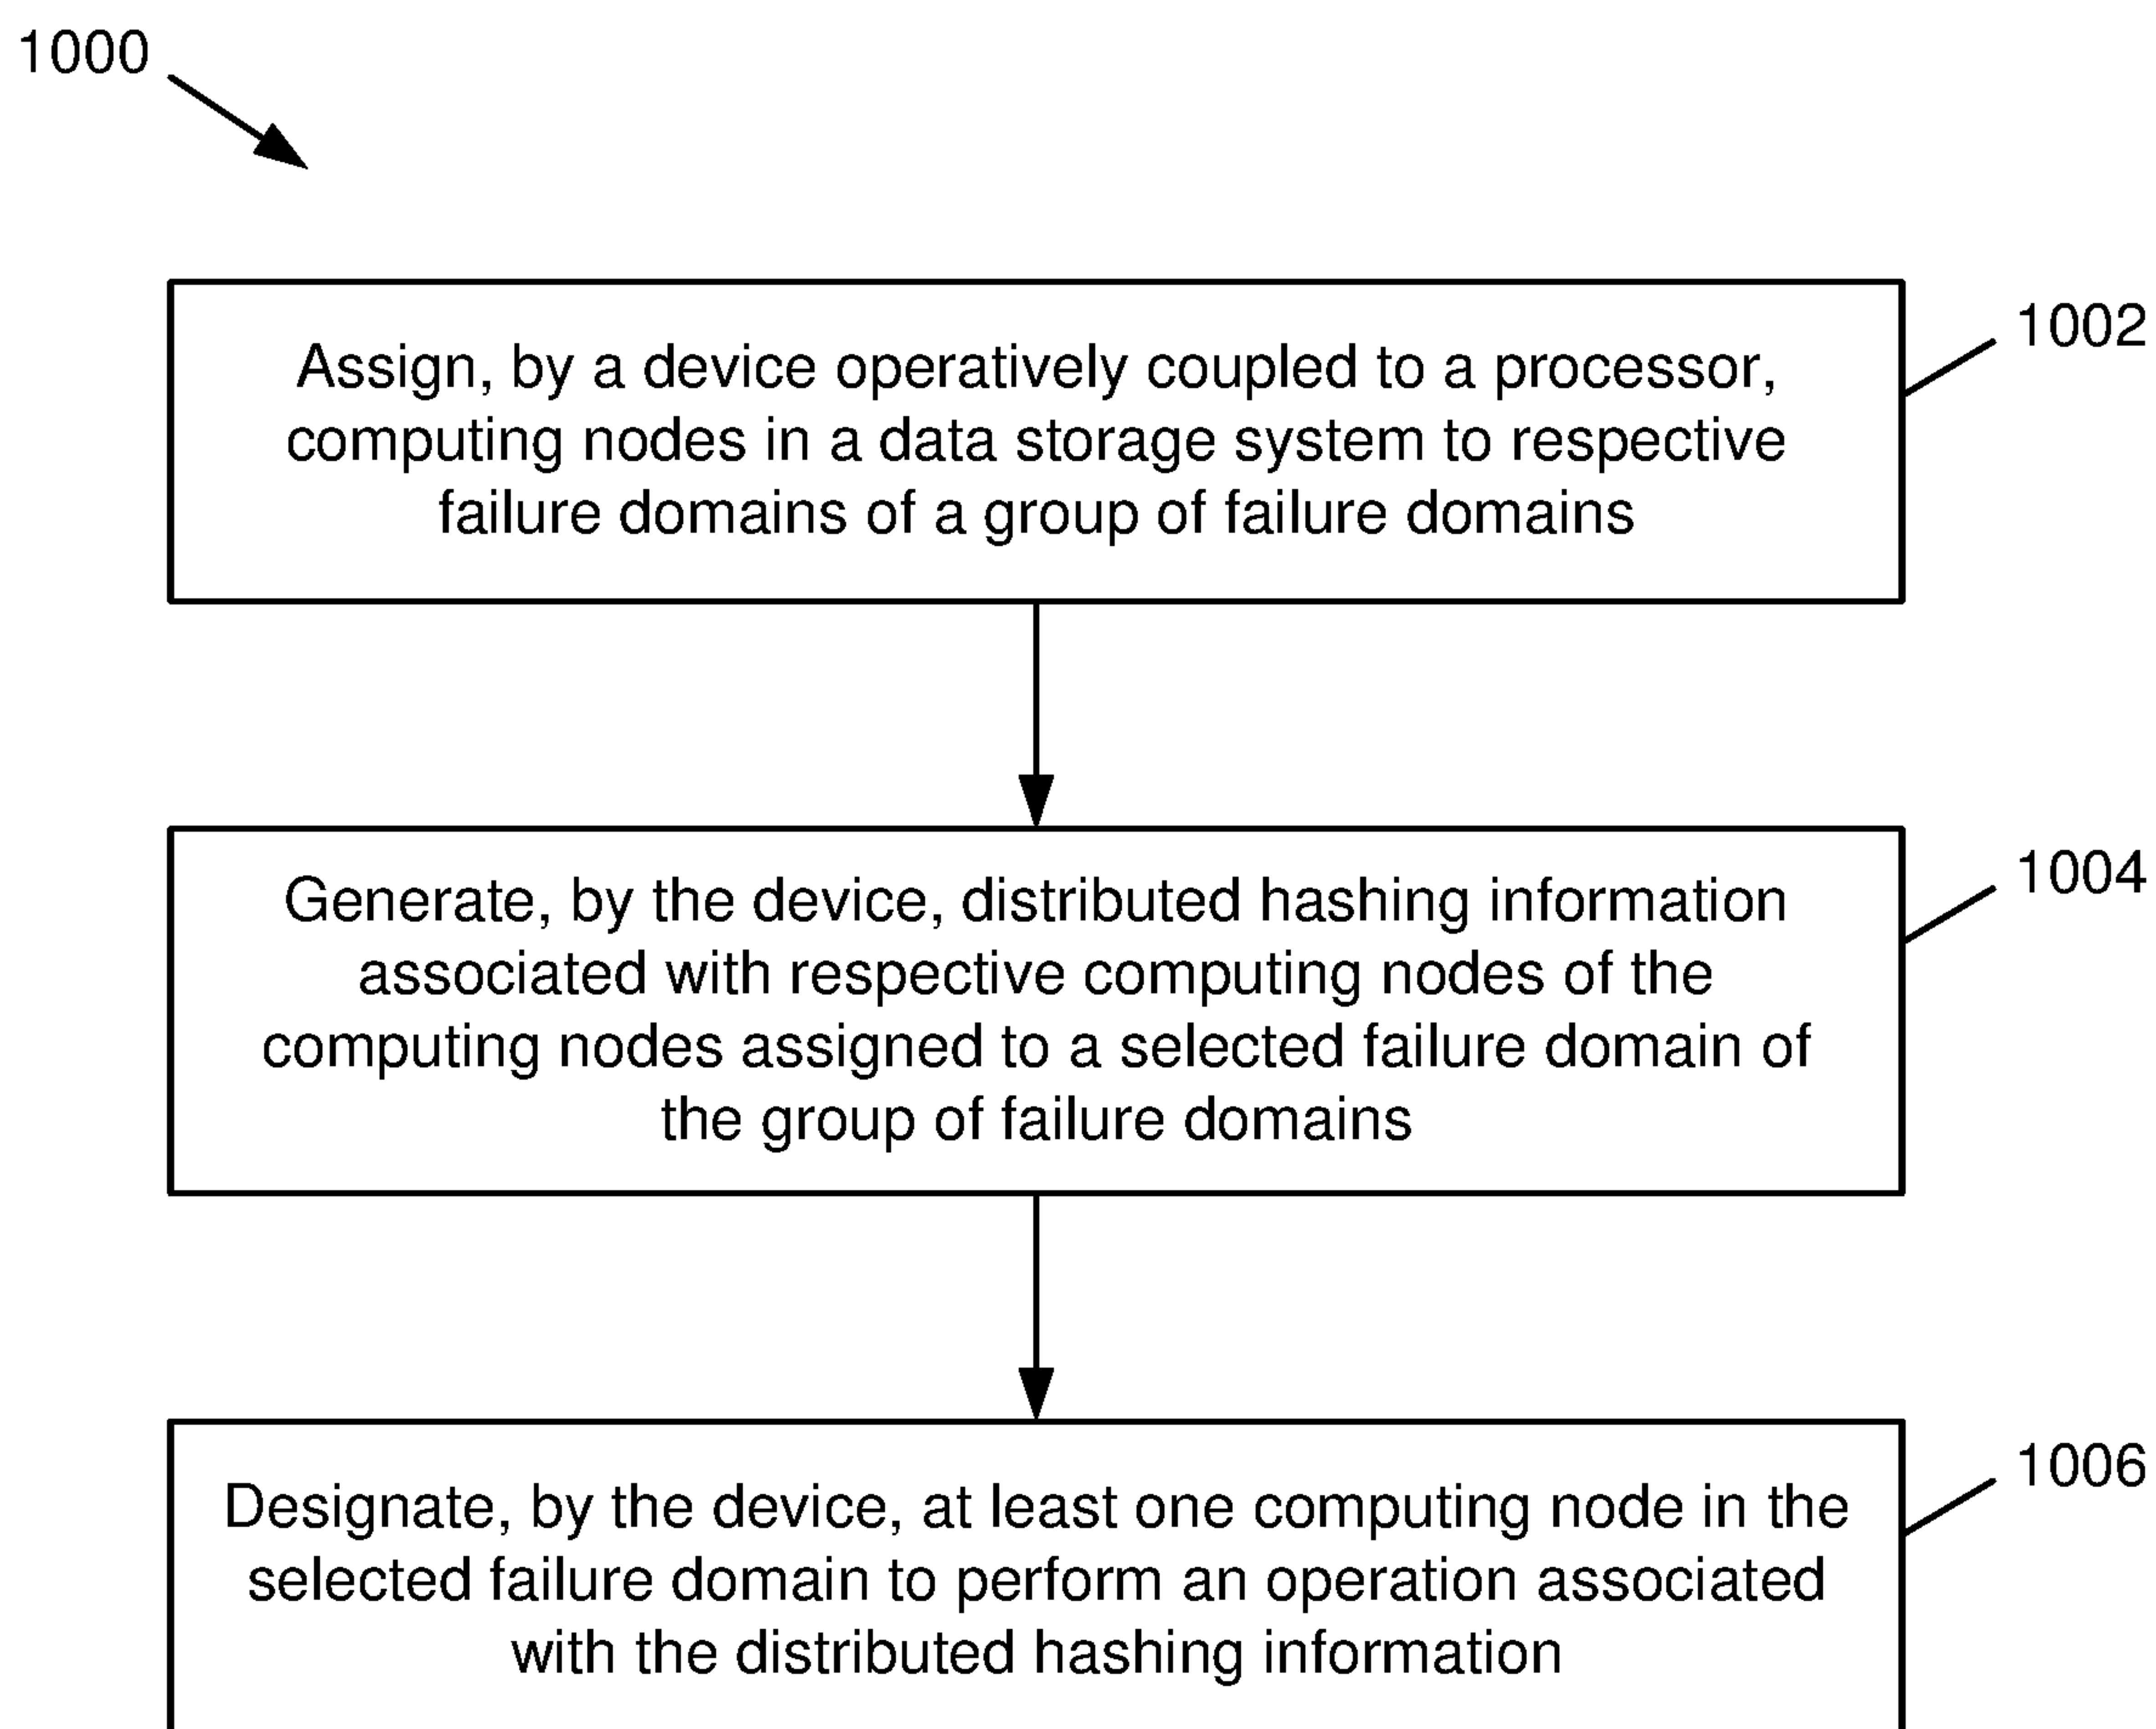 1000
Assign, by a device operatively coupled to a processor,
computing nodes in a data storage system to respective
failure domains of a group of failure domains
1002
Generate, by the device, distributed hashing information
associated with respective computing nodes of the
computing nodes assigned to a selected failure domain of
the group of failure domains
1004
Designate, by the device, at least one computing node in the
selected failure domain to perform an operation associated
with the distributed hashing information
1006